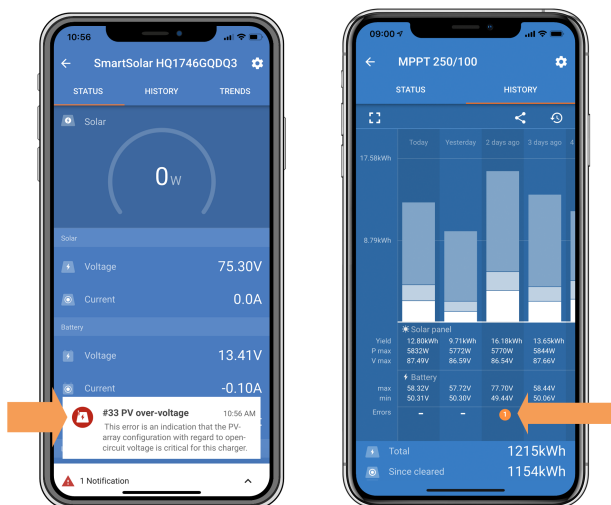 10:56
SmartSolar HQ1746GQDQ3
STATUS HISTORY TRENDS
Solar
0W
Solar
Voltage 75.30V
Current 0.0A
Battery
Voltage 13.41V
Current -0.10A
#33 PV over-voltage 10:56 AM
This error is an indication that the PV-
array configuration with regard to open-
circuit voltage is critical for this charger.
1 Notification
09:00
MPPT 250/100
STATUS HISTORY
Today Yesterday 2 days ago 3 days ago 4
17.58kWh
8.79kWh
Solar panel
Yield 12.80kWh 9.71kWh 16.18kWh 13.65kWh
P max 5832W 5772W 5770W 5844W
V max 87.49V 86.59V 86.54V 87.66V
Battery
max 58.32V 57.72V 77.70V 58.44V
min 50.31V 50.30V 49.44V 50.06V
Errors – – 1
Total 1215kWh
Since cleared 1154kWh